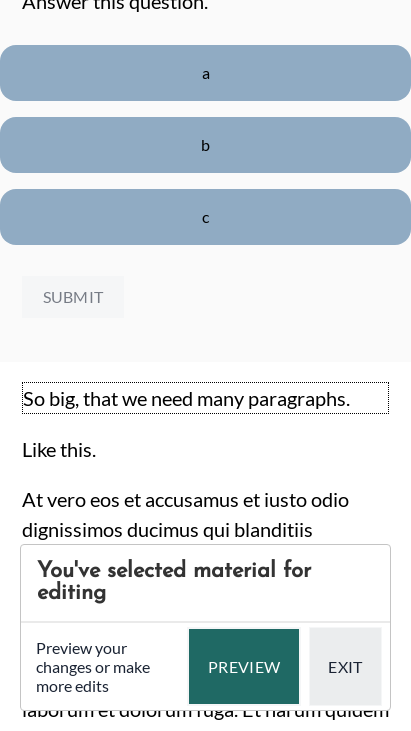 Answer this question.
a
b
c
SUBMIT
So big, that we need many paragraphs.
Like this.
At vero eos et accusamus et iusto odio
dignissimos ducimus qui blanditiis
You've selected material for
editing
Preview your
changes or make
more edits
PREVIEW
EXIT
laborum et dolorum fuga. Et harum quidem